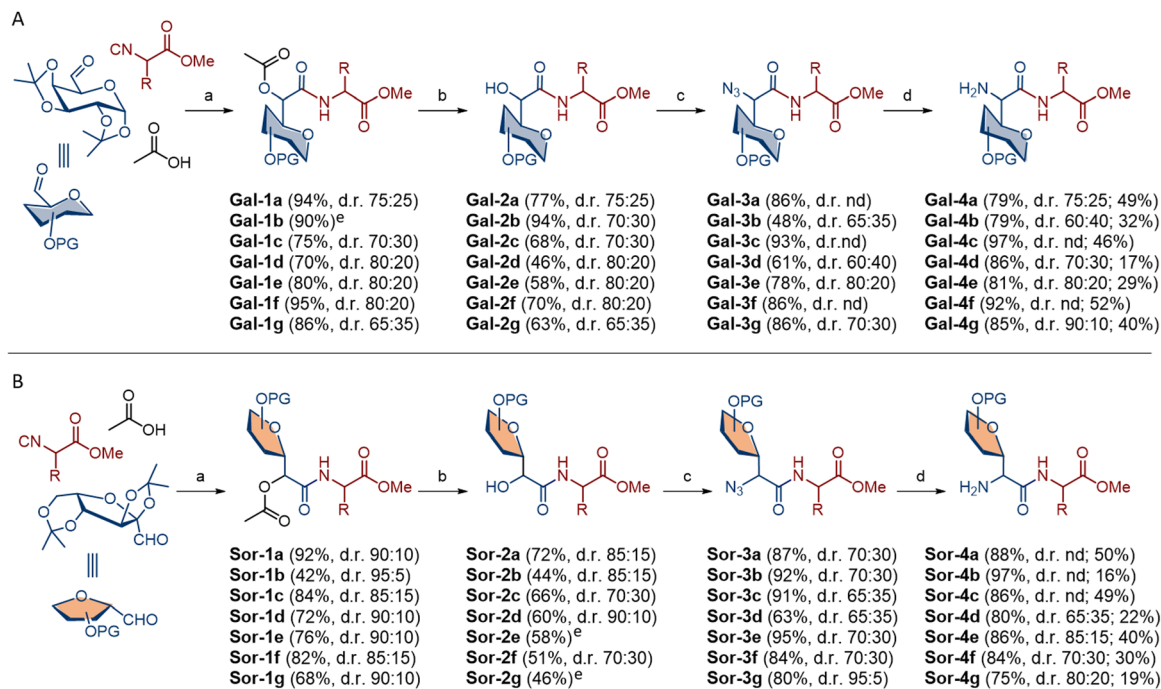 A
CN
O
OMe
R
O
O
O
O
O
O
O
OH
a
O
O
O
R
N
H
OMe
O
O
OPG
b
HO
O
R
N
H
OMe
O
O
OPG
c
N3
O
R
N
H
OMe
O
O
OPG
d
H2N
O
R
N
H
OMe
O
O
OPG
O
O
OPG
Gal-1a (94%, d.r. 75:25)
Gal-1b (90%)e
Gal-1c (75%, d.r. 70:30)
Gal-1d (70%, d.r. 80:20)
Gal-1e (80%, d.r. 80:20)
Gal-1f (95%, d.r. 80:20)
Gal-1g (86%, d.r. 65:35)
Gal-2a (77%, d.r. 75:25)
Gal-2b (94%, d.r. 70:30)
Gal-2c (68%, d.r. 70:30)
Gal-2d (46%, d.r. 80:20)
Gal-2e (58%, d.r. 80:20)
Gal-2f (70%, d.r. 80:20)
Gal-2g (63%, d.r. 65:35)
Gal-3a (86%, d.r. nd)
Gal-3b (48%, d.r. 65:35)
Gal-3c (93%, d.r.nd)
Gal-3d (61%, d.r. 60:40)
Gal-3e (78%, d.r. 80:20)
Gal-3f (86%, d.r. nd)
Gal-3g (86%, d.r. 70:30)
Gal-4a (79%, d.r. 75:25; 49%)
Gal-4b (79%, d.r. 60:40; 32%)
Gal-4c (97%, d.r. nd; 46%)
Gal-4d (86%, d.r. 70:30; 17%)
Gal-4e (81%, d.r. 80:20; 29%)
Gal-4f (92%, d.r. nd; 52%)
Gal-4g (85%, d.r. 90:10; 40%)
B
CN
O
OMe
R
O
OH
O
O
O
O
O
CHO
O
CHO
OPG
a
OPG
O
O
O
O
H
N
R
O
OMe
b
OPG
O
HO
O
H
N
R
O
OMe
c
OPG
O
N3
O
H
N
R
O
OMe
d
OPG
O
H2N
O
H
N
R
O
OMe
Sor-1a (92%, d.r. 90:10)
Sor-1b (42%, d.r. 95:5)
Sor-1c (84%, d.r. 85:15)
Sor-1d (72%, d.r. 90:10)
Sor-1e (76%, d.r. 90:10)
Sor-1f (82%, d.r. 85:15)
Sor-1g (68%, d.r. 90:10)
Sor-2a (72%, d.r. 85:15)
Sor-2b (44%, d.r. 85:15)
Sor-2c (66%, d.r. 70:30)
Sor-2d (60%, d.r. 90:10)
Sor-2e (58%)e
Sor-2f (51%, d.r. 70:30)
Sor-2g (46%)e
Sor-3a (87%, d.r. 70:30)
Sor-3b (92%, d.r. 70:30)
Sor-3c (91%, d.r. 65:35)
Sor-3d (63%, d.r. 65:35)
Sor-3e (95%, d.r. 70:30)
Sor-3f (84%, d.r. 70:30)
Sor-3g (80%, d.r. 95:5)
Sor-4a (88%, d.r. nd; 50%)
Sor-4b (97%, d.r. nd; 16%)
Sor-4c (86%, d.r. nd; 49%)
Sor-4d (80%, d.r. 65:35; 22%)
Sor-4e (86%, d.r. 85:15; 40%)
Sor-4f (84%, d.r. 70:30; 30%)
Sor-4g (75%, d.r. 80:20; 19%)